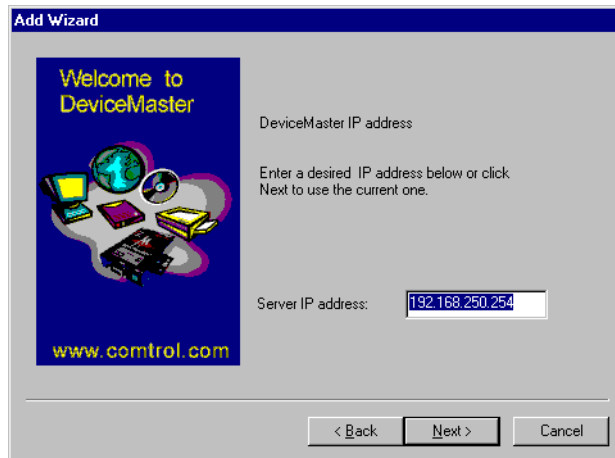 Add Wizard
Welcome to
DeviceMaster
DeviceMaster IP address
Enter a desired IP address below or click
Next to use the current one.
Server IP address:
192.168.250.254
www.comtrol.com
< Back
Next >
Cancel